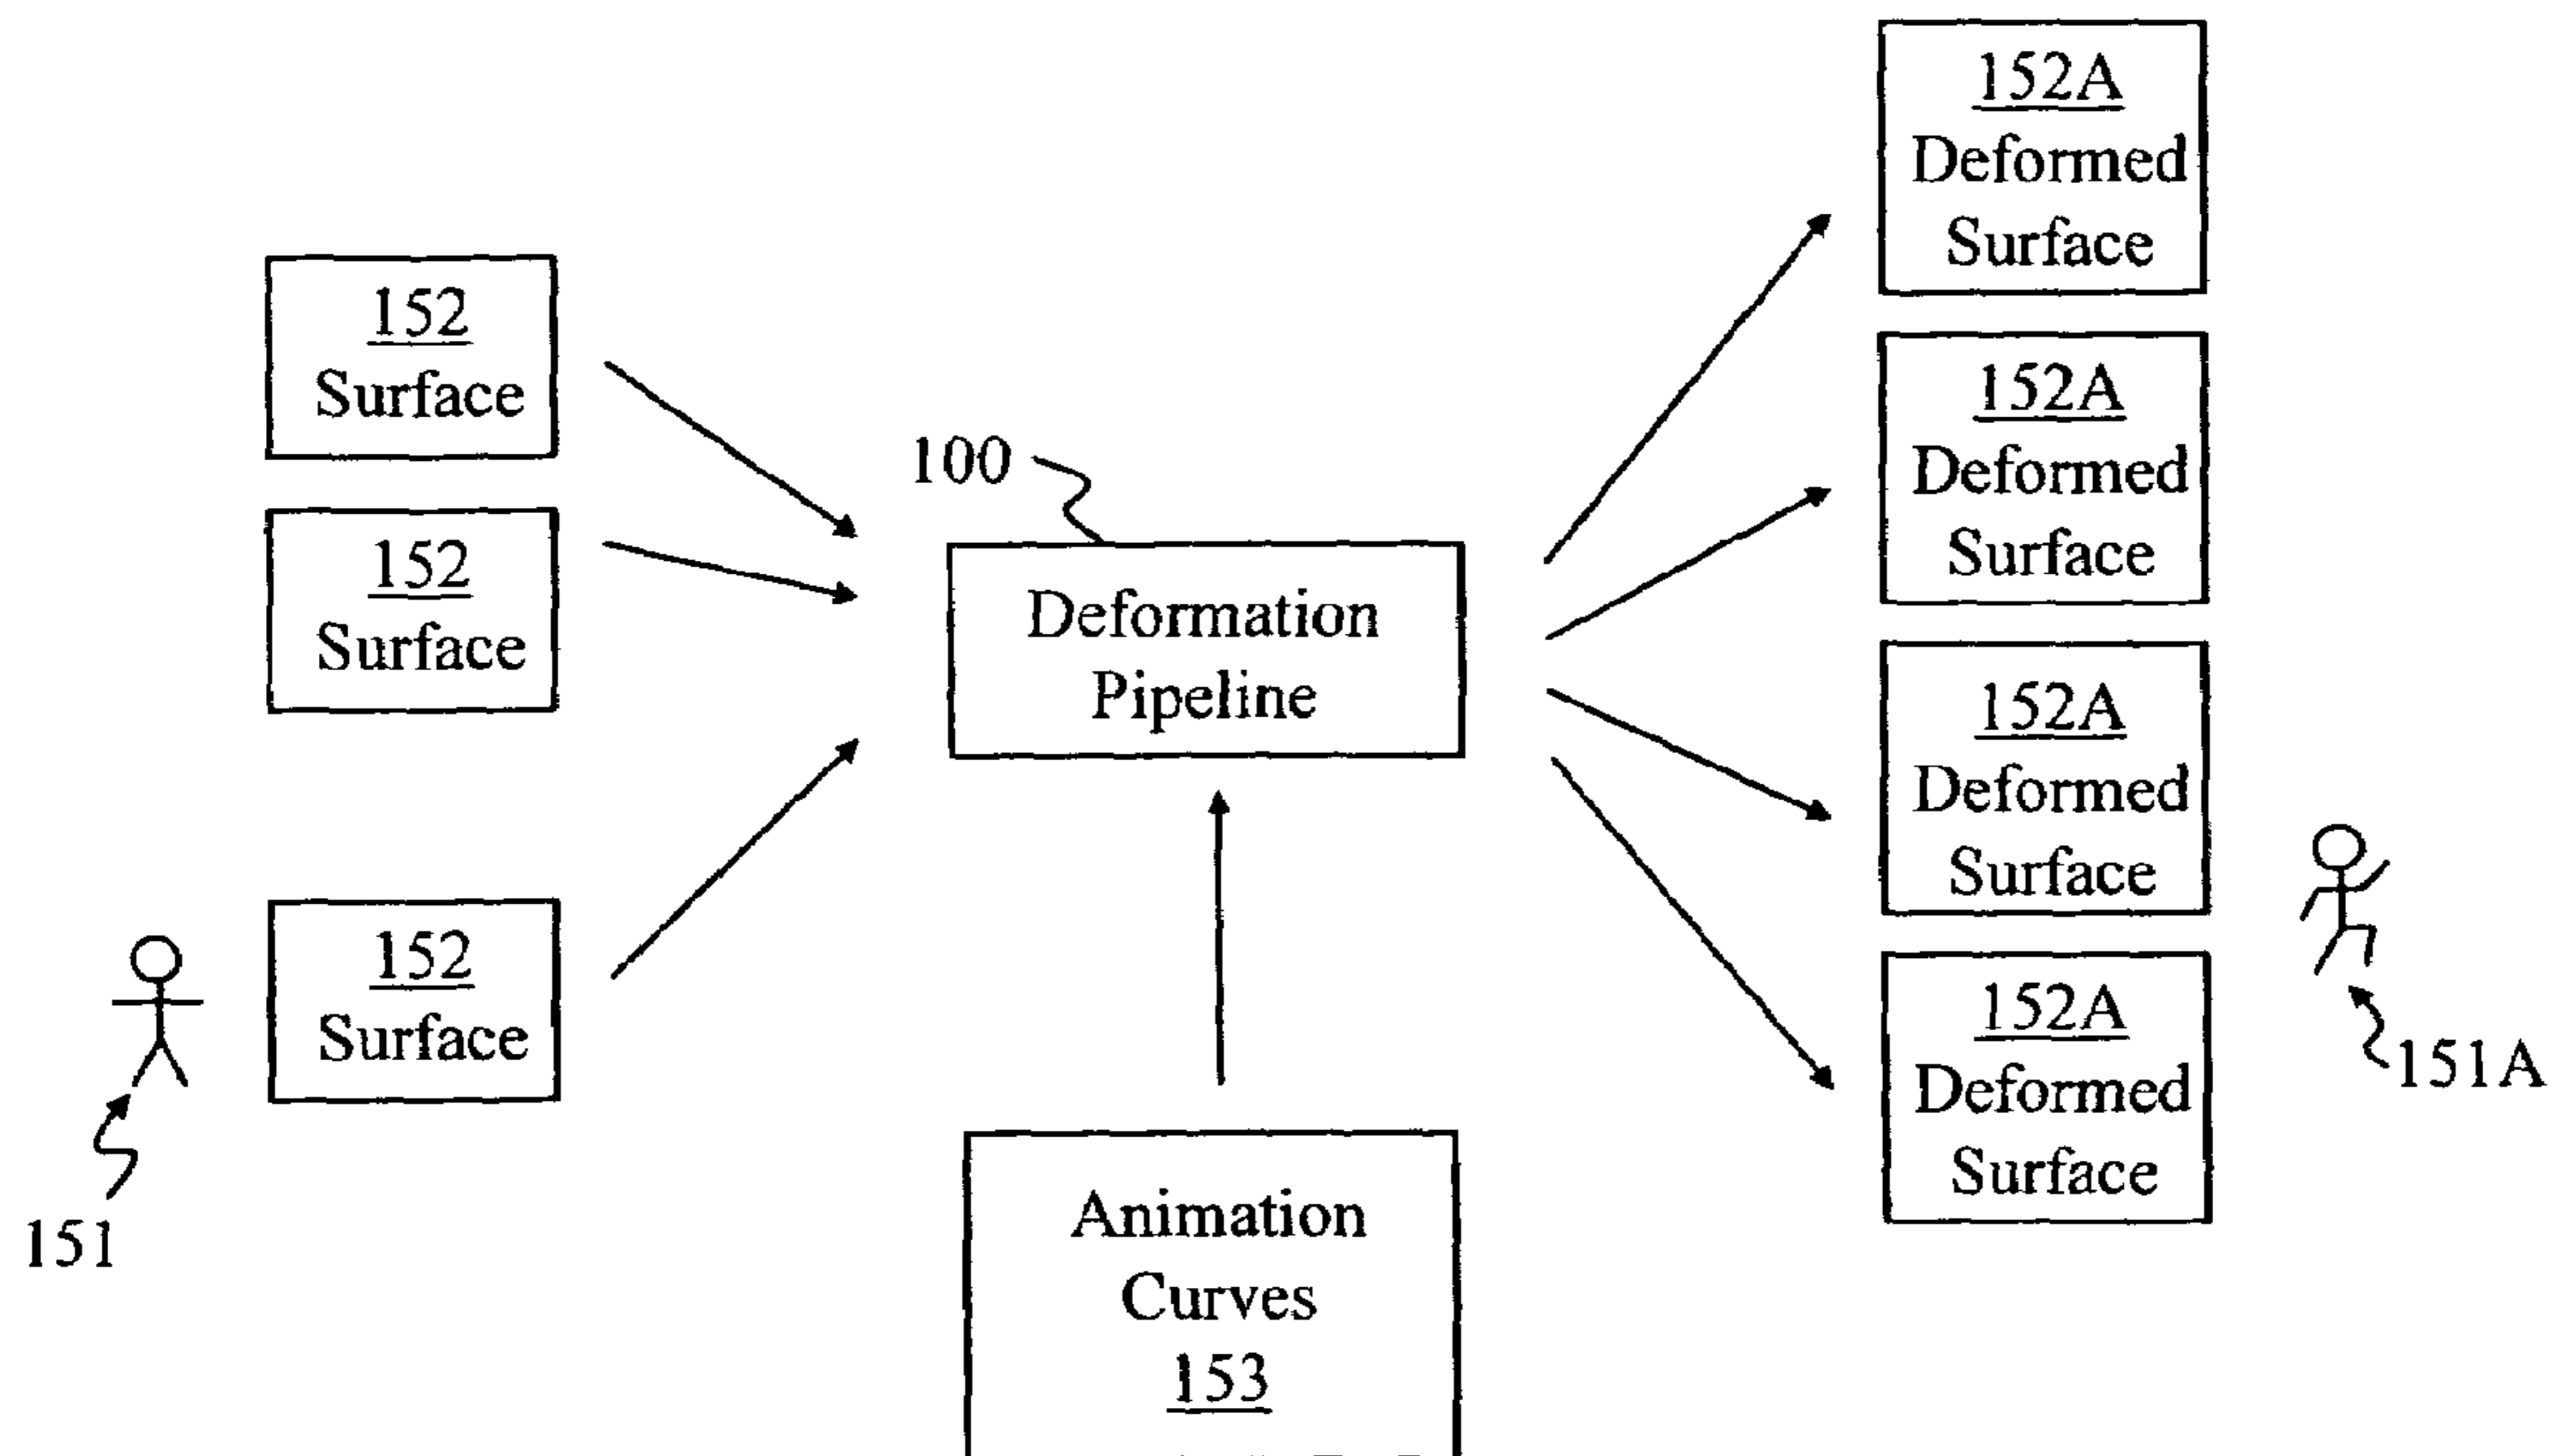 152
Surface
152
Surface
152
Surface
151
100
Deformation
Pipeline
Animation
Curves
153
152A
Deformed
Surface
152A
Deformed
Surface
152A
Deformed
Surface
152A
Deformed
Surface
151A